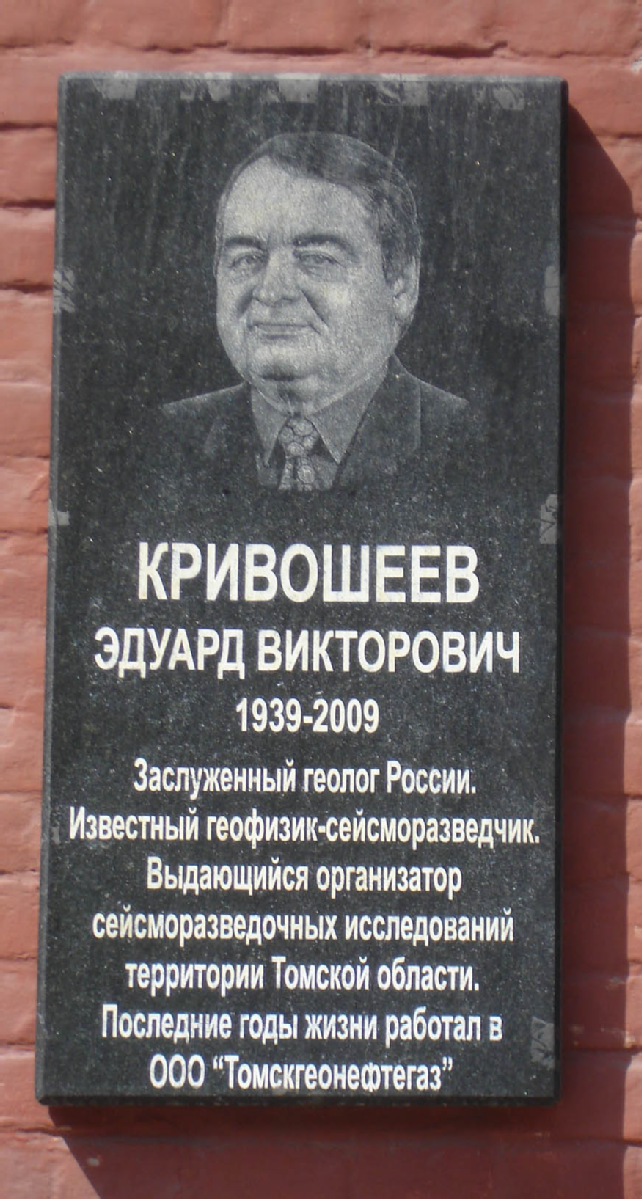 КРИВОШЕЕВ
ЭДУАРД ВИКТОРОВИЧ
1939-2009
Заслуженный геолог России.
Известный геофизик-сейсморазведчик.
Выдающийся организатор
сейсморазведочных исследований
территории Томской области.
Последние годы жизни работал в
ООО “Томскгеонефтегаз”